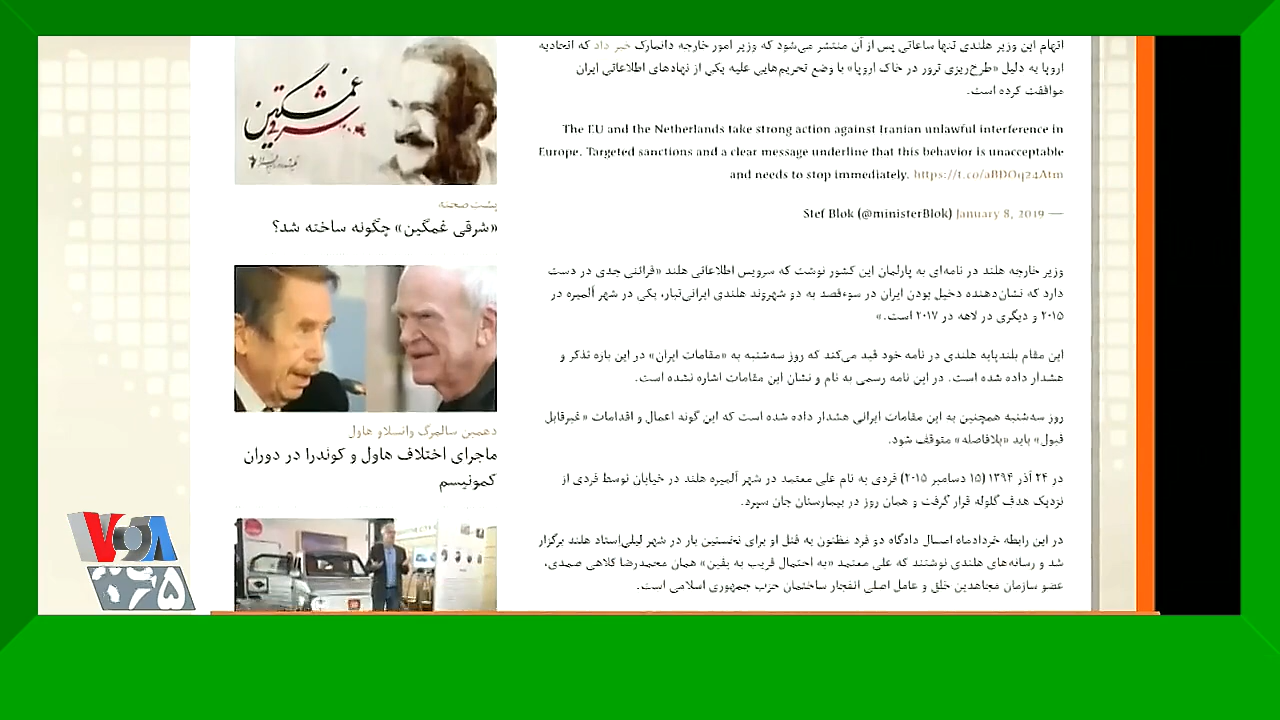 اتهام این وزیر هلندی تنها ساعاتی پس از آن منتشر می‌شود که وزیر امور خارجه دانمارک خبر داد که اتحادیه
اروپا به دلیل «طرح‌ریزی ترور در خاک اروپا» با وضع تحریم‌هایی علیه یکی از نهادهای اطلاعاتی ایران
موافقت کرده است.
The EU and the Netherlands take strong action against Iranian unlawful interference in
Europe. Targeted sanctions and a clear message underline that this behavior is unacceptable
and needs to stop immediately. https://t.co/aBDOq24Atm
— Stef Blok (@ministerBlok) January 8, 2019
وزیر خارجه هلند در نامه‌ای به پارلمان این کشور نوشت که سرویس اطلاعاتی هلند «قرائنی جدی در دست
دارد که نشان‌دهنده دخیل بودن ایران در سوءقصد به دو شهروند هلندی ایرانی‌تبار، یکی در شهر آلمیره در
۲۰۱۵ و دیگری در لاهه در ۲۰۱۷ است.»
این مقام بلندپایه هلندی در نامه خود قید می‌کند که روز سه‌شنبه به «مقامات ایران» در این باره تذکر و
هشدار داده شده است. در این نامه رسمی به نام و نشان این مقامات اشاره نشده است.
روز سه‌شنبه همچنین به این مقامات ایرانی هشدار داده شده است که این گونه اعمال و اقدامات «غیرقابل
قبول» باید «بلافاصله» متوقف شود.
در ۲۴ آذر ۱۳۹۴ (۱۵ دسامبر ۲۰۱۵) فردی به نام علی معتمد در شهر آلمیره هلند در خیابان توسط فردی از
نزدیک هدف گلوله قرار گرفت و همان روز در بیمارستان جان سپرد.
در این رابطه خردادماه امسال دادگاه دو فرد مظنون به قتل او برای نخستین بار در شهر لیلی‌استاد هلند برگزار
شد و رسانه‌های هلندی نوشتند که علی معتمد «به احتمال قریب به یقین» همان محمدرضا کلاهی صمدی،
عضو سازمان مجاهدین خلق و عامل اصلی انفجار ساختمان حزب جمهوری اسلامی است.
شرقی غمگین
پشت صحنه
«شرقی غمگین» چگونه ساخته شد؟
دهمین سالمرگ واتسلاو هاول
ماجرای اختلاف هاول و کوندرا در دوران
کمونیسم
VOA
۳۶۵